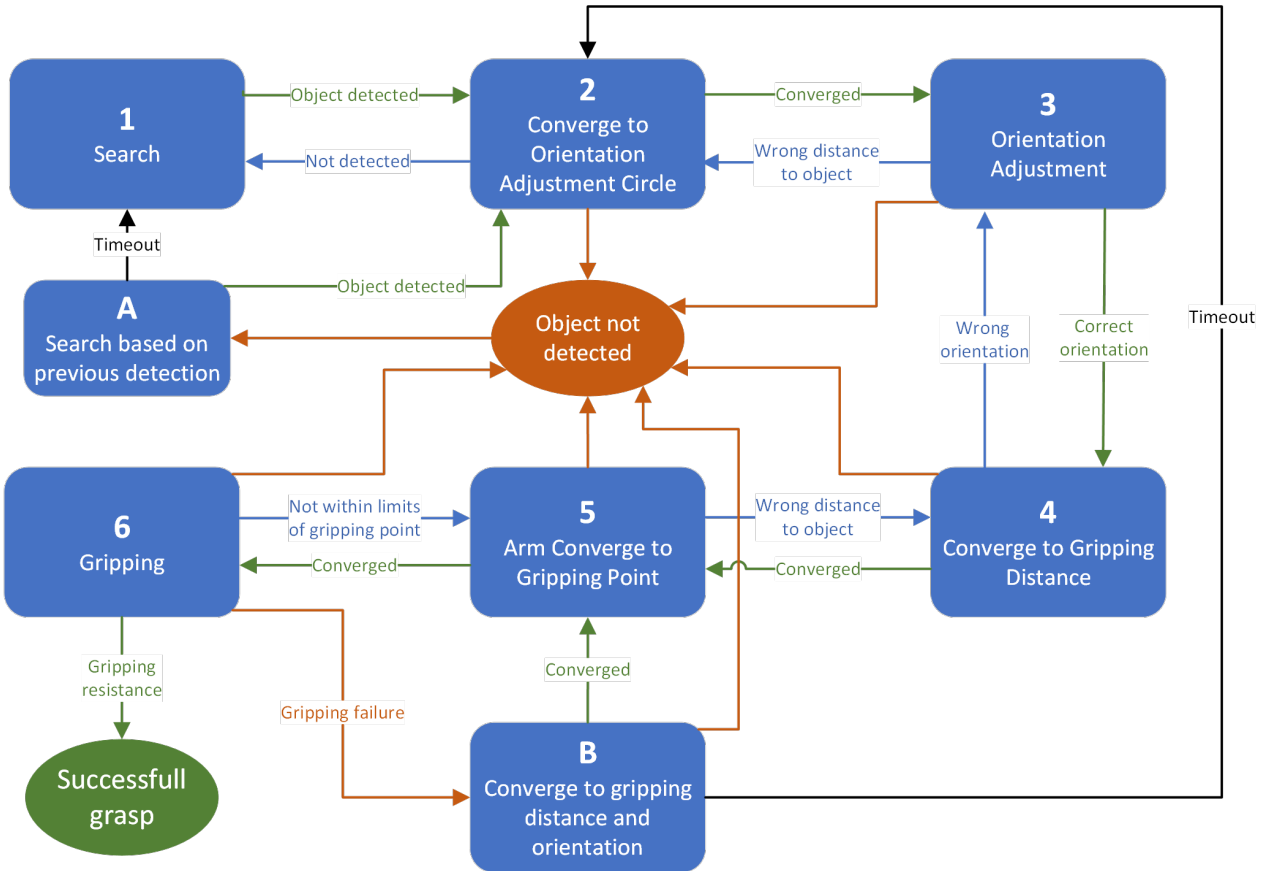 1
Search
Object detected
Not detected
2
Converge to
Orientation
Adjustment Circle
Converged
Wrong distance
to object
3
Orientation
Adjustment
Timeout
Object detected
A
Search based on
previous detection
Object not
detected
Wrong
orientation
Correct
orientation
Timeout
6
Gripping
Not within limits
of gripping point
Converged
5
Arm Converge to
Gripping Point
Wrong distance
to object
Converged
4
Converge to Gripping
Distance
Gripping
resistance
Gripping failure
Converged
Successfull
grasp
B
Converge to gripping
distance and
orientation